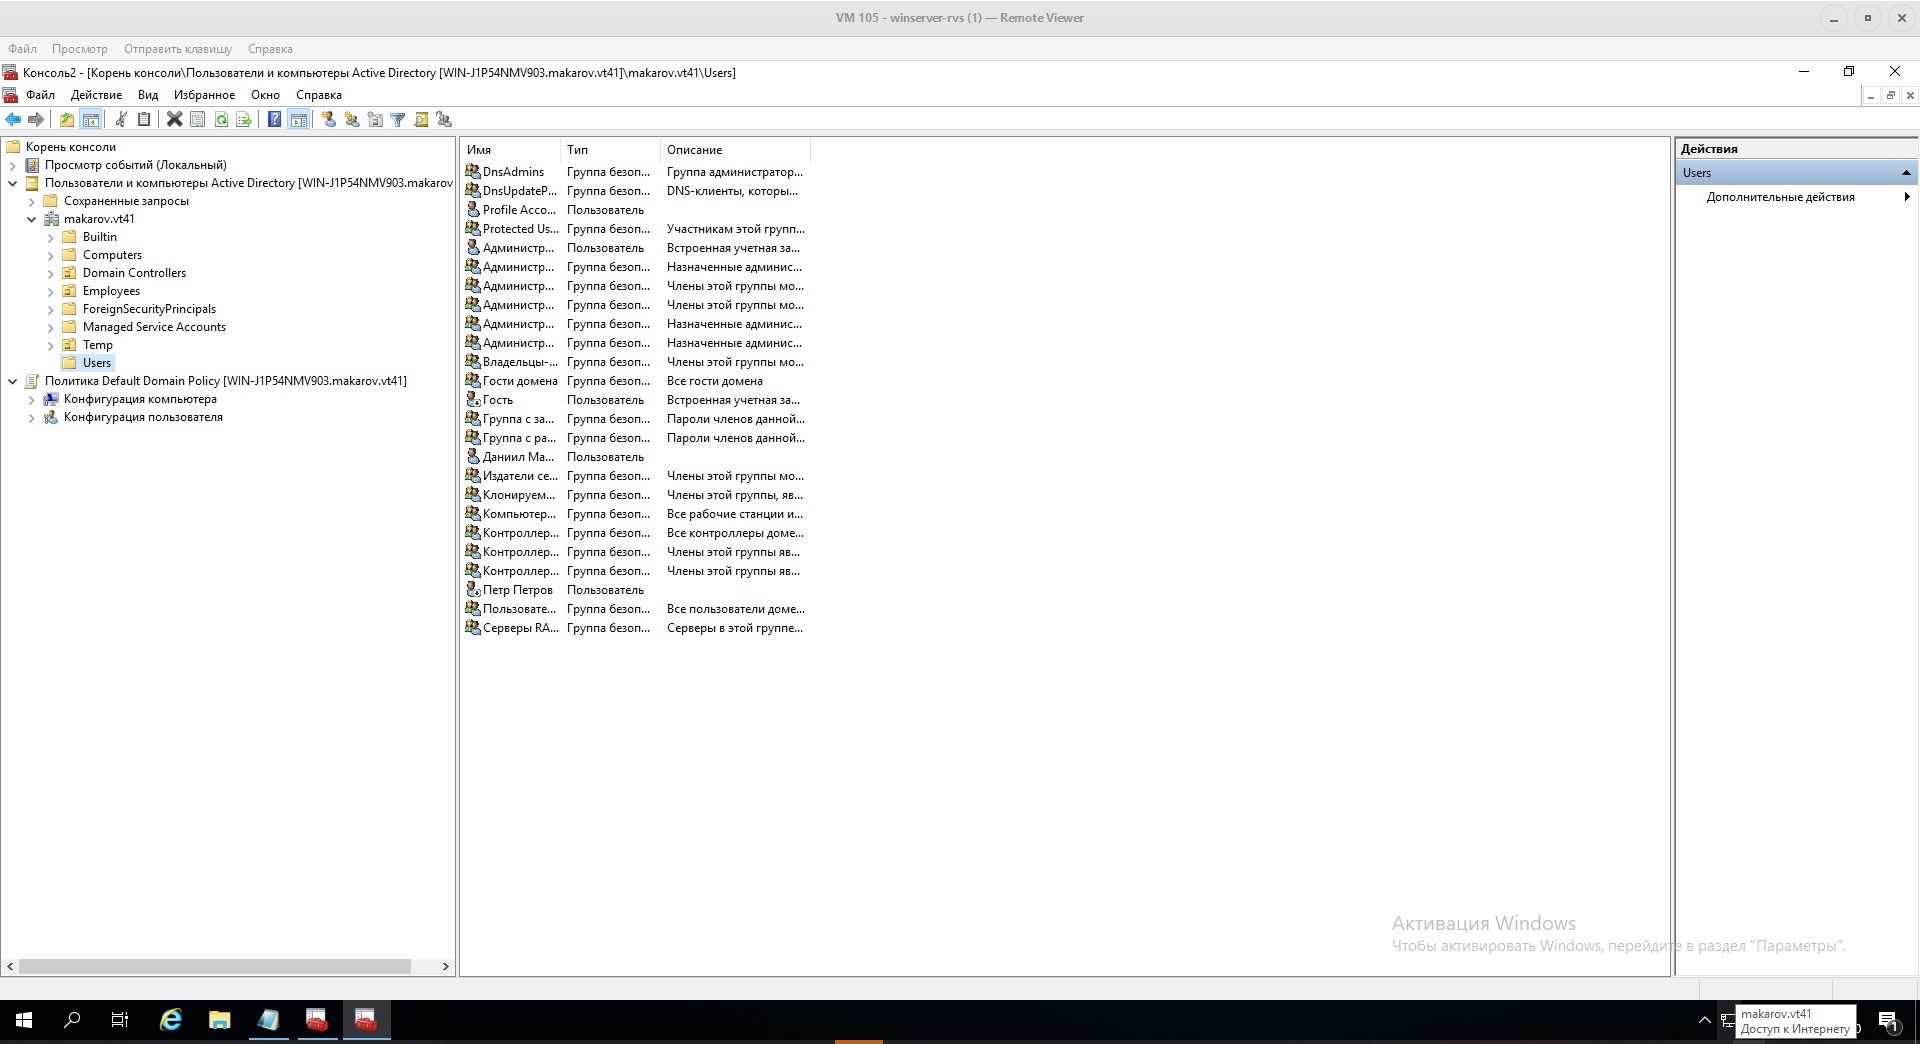 VM 105 - winserver-rvs (1) — Remote Viewer
Файл Просмотр Отправить клавишу Справка
Консоль2 - [Корень консоли\Пользователи и компьютеры Active Directory [WIN-J1P54NMV903.makarov.vt41]\makarov.vt41\Users]
Файл Действие Вид Избранное Окно Справка
Корень консоли
Просмотр событий (Локальный)
Пользователи и компьютеры Active Directory [WIN-J1P54NMV903.makarov
Сохраненные запросы
makarov.vt41
Builtin
Computers
Domain Controllers
Employees
ForeignSecurityPrincipals
Managed Service Accounts
Temp
Users
Политика Default Domain Policy [WIN-J1P54NMV903.makarov.vt41]
Конфигурация компьютера
Конфигурация пользователя
Имя Тип Описание
DnsAdmins Группа безоп... Группа администратор...
DnsUpdateP... Группа безоп... DNS-клиенты, которы...
Profile Acco... Пользователь
Protected Us... Группа безоп... Участникам этой групп...
Администр... Пользователь Встроенная учетная за...
Администр... Группа безоп... Назначенные админис...
Администр... Группа безоп... Члены этой группы мо...
Администр... Группа безоп... Члены этой группы мо...
Администр... Группа безоп... Назначенные админис...
Администр... Группа безоп... Назначенные админис...
Владельцы-... Группа безоп... Члены этой группы мо...
Гости домена Группа безоп... Все гости домена
Гость Пользователь Встроенная учетная за...
Группа с за... Группа безоп... Пароли членов данной...
Группа с ра... Группа безоп... Пароли членов данной...
Даниил Ма... Пользователь
Издатели се... Группа безоп... Члены этой группы мо...
Клонируем... Группа безоп... Члены этой группы, яв...
Компьютер... Группа безоп... Все рабочие станции и...
Контроллер... Группа безоп... Все контроллеры доме...
Контроллер... Группа безоп... Члены этой группы яв...
Контроллер... Группа безоп... Члены этой группы яв...
Петр Петров Пользователь
Пользовате... Группа безоп... Все пользователи доме...
Серверы RA... Группа безоп... Серверы в этой группе...
Действия
Users
Дополнительные действия
Активация Windows
Чтобы активировать Windows, перейдите в раздел "Параметры".
makarov.vt41
Доступ к Интернету
0
1